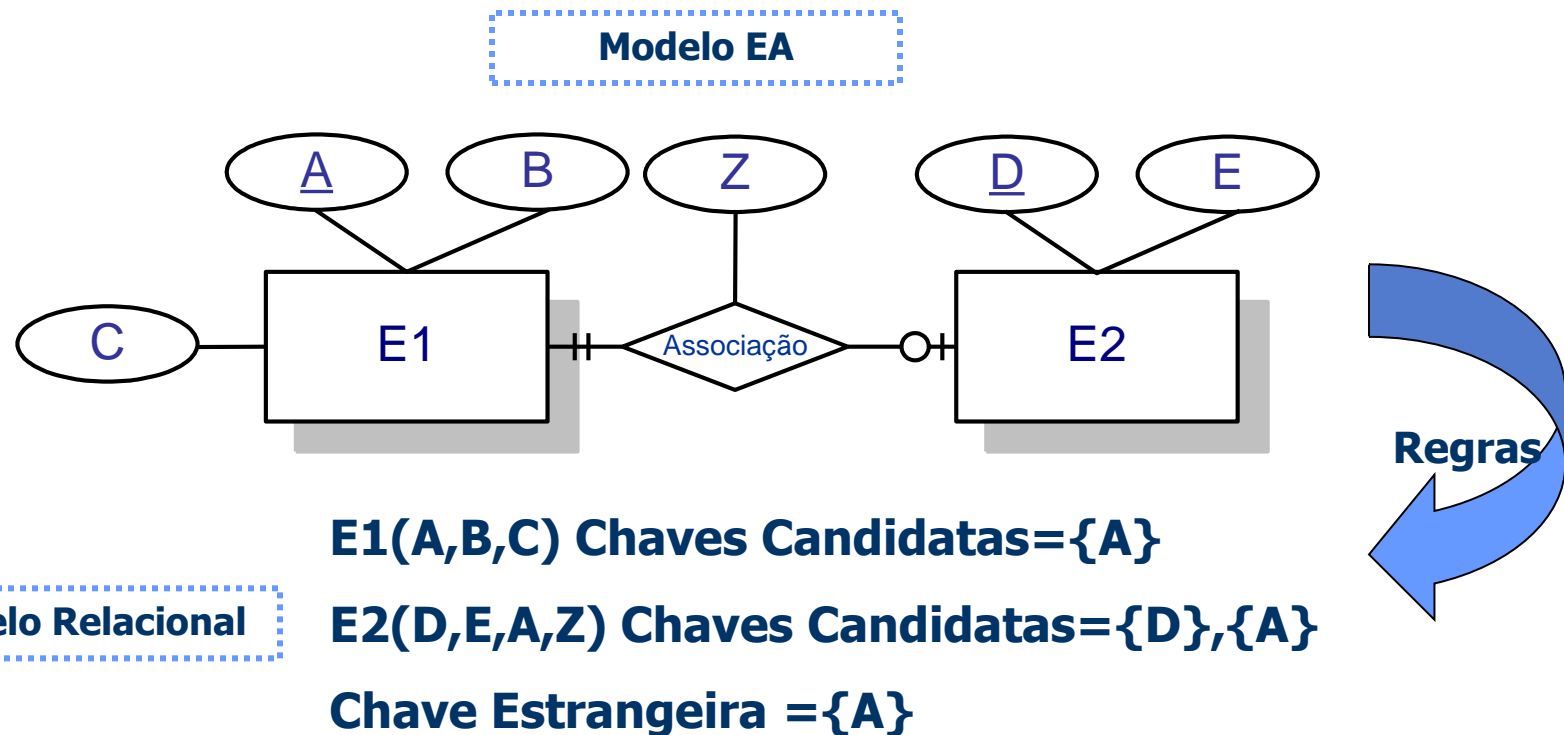 Modelo EA
A B Z D E
C E1 Associação E2
Regras
E1(A,B,C) Chaves Candidatas={A}
elo Relacional
E2(D,E,A,Z) Chaves Candidatas={D},{A}
Chave Estrangeira ={A}